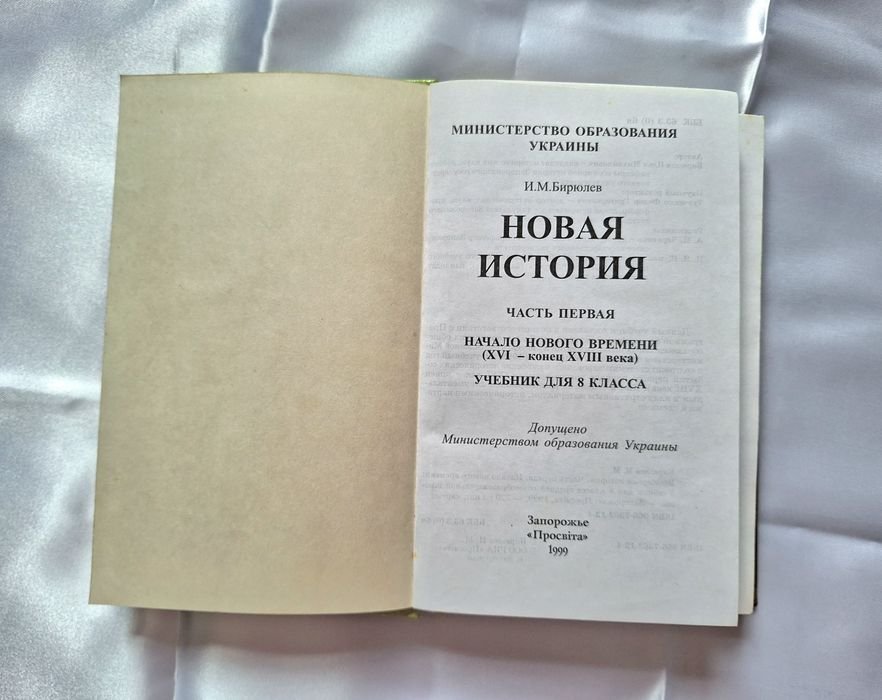 МИНИСТЕРСТВО ОБРАЗОВАНИЯ
УКРАИНЫ
И.М.Бирюлев
НОВАЯ
ИСТОРИЯ
ЧАСТЬ ПЕРВАЯ
НАЧАЛО НОВОГО ВРЕМЕНИ
(XVI – конец XVIII века)
УЧЕБНИК ДЛЯ 8 КЛАССА
Допущено
Министерством образования Украины
Запорожье
«Просвіта»
1999